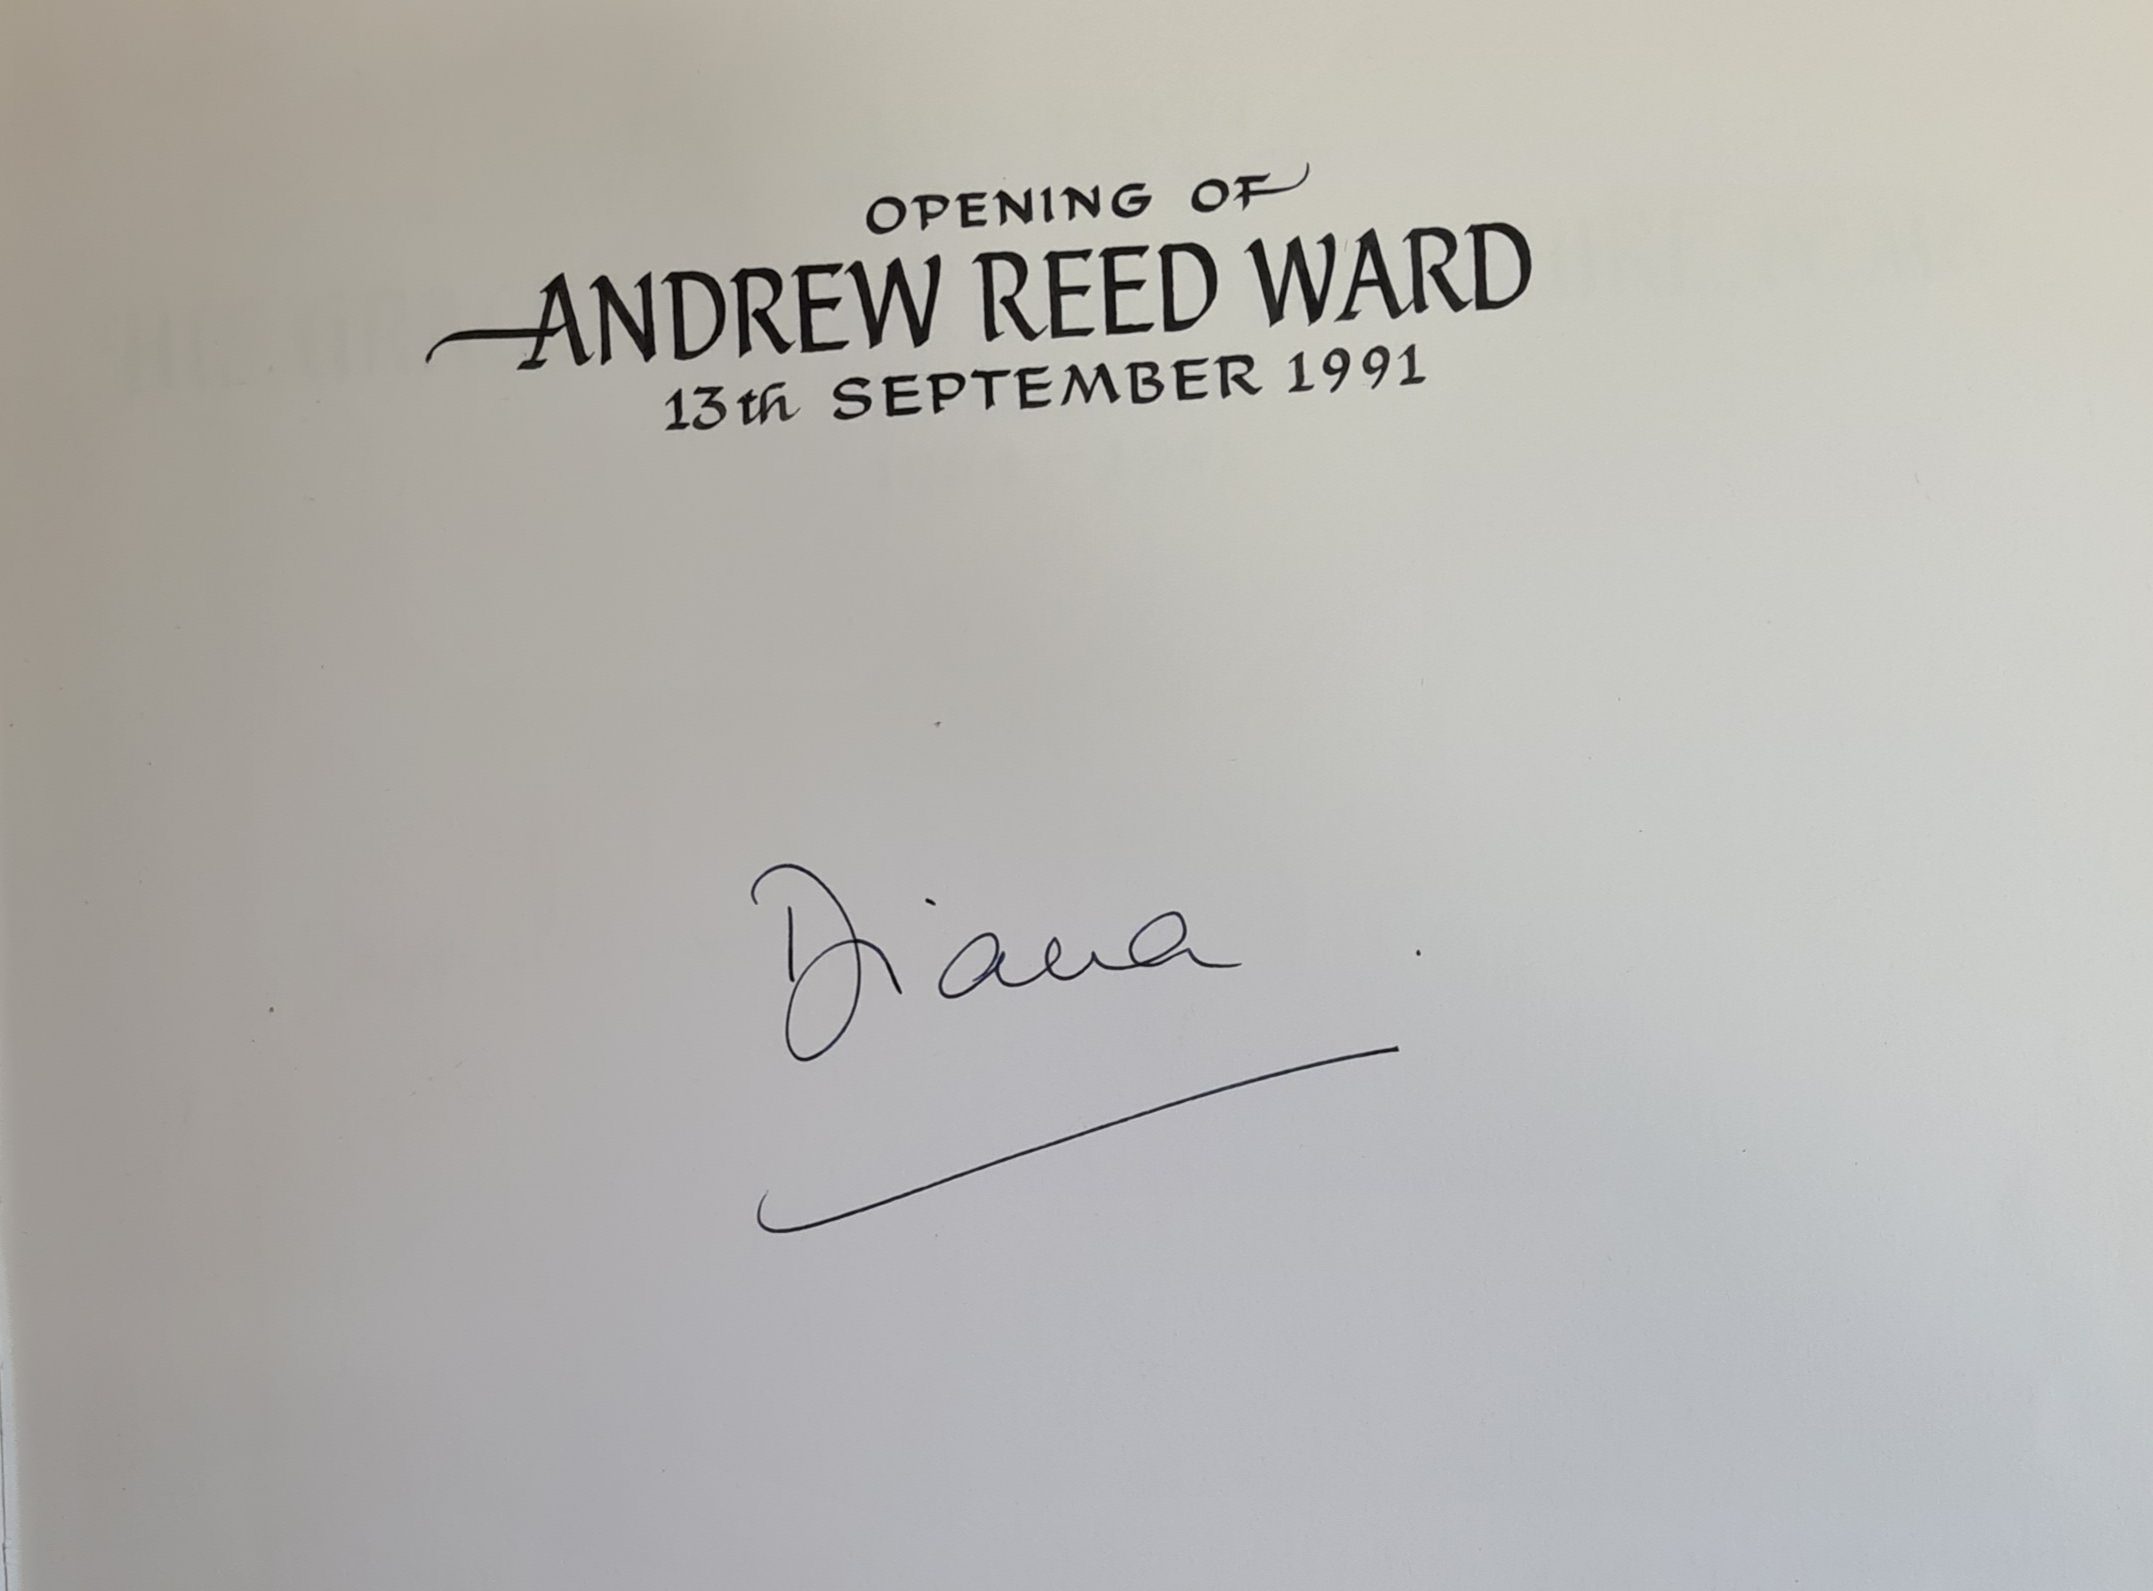 OPENING OF
ANDREW REED WARD
13th SEPTEMBER 1991
Diana